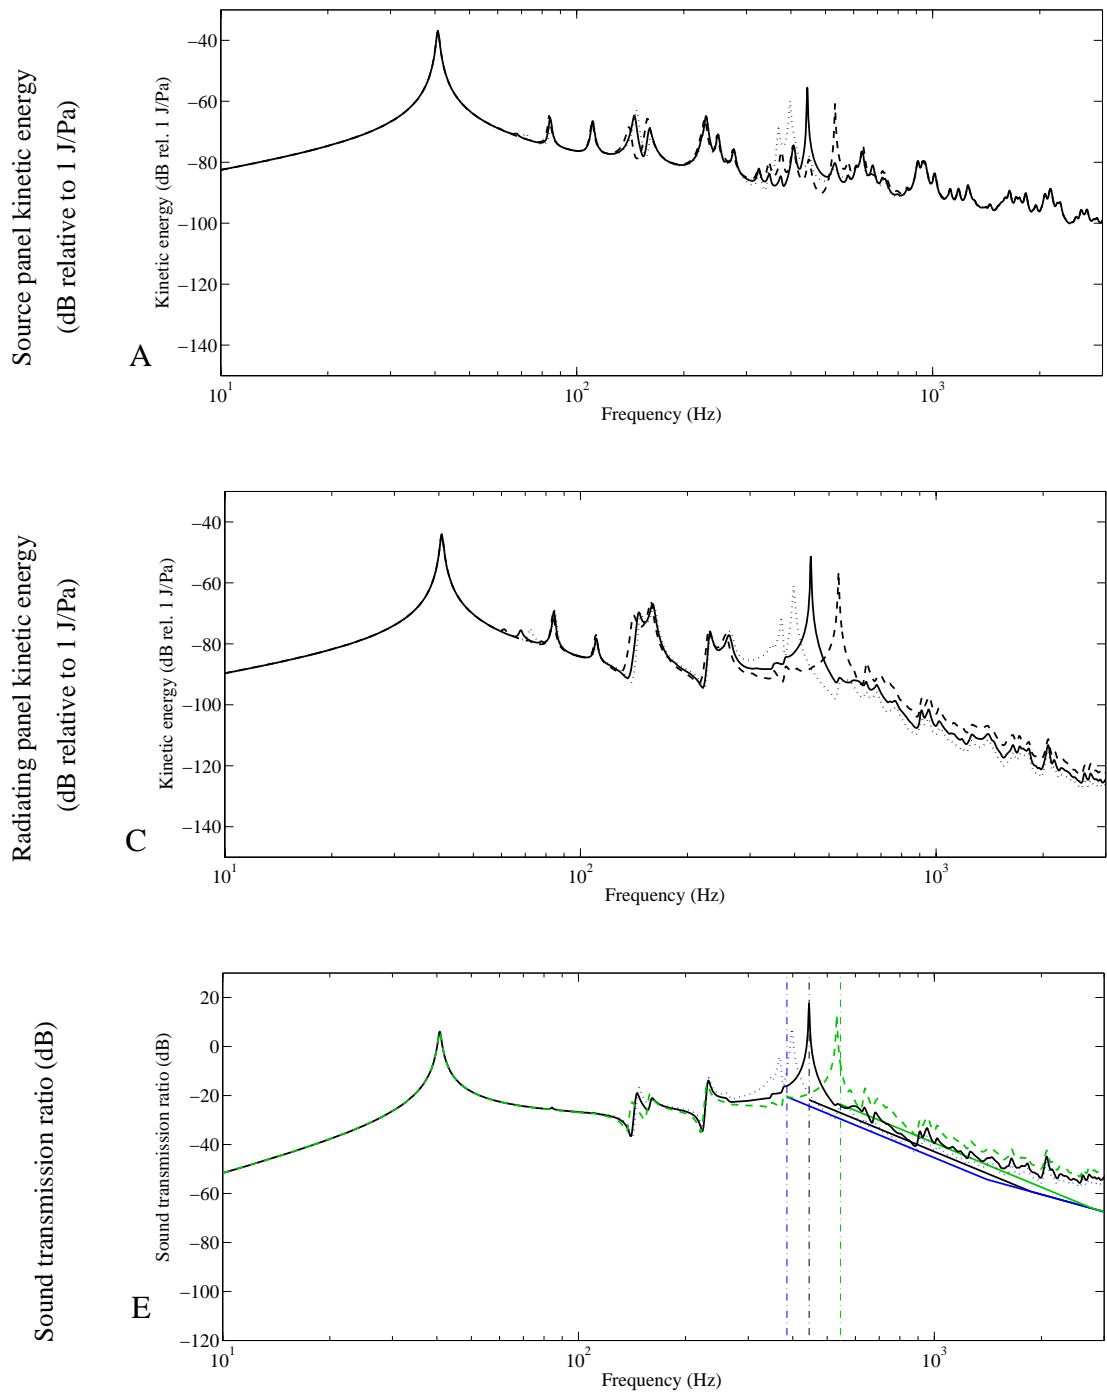 Source panel kinetic energy
(dB relative to 1 J/Pa)
A
Kinetic energy (dB rel. 1 J/Pa)
−40
−60
−80
−100
−120
−140
10^1
10^2
10^3
Frequency (Hz)
Radiating panel kinetic energy
(dB relative to 1 J/Pa)
C
Kinetic energy (dB rel. 1 J/Pa)
−40
−60
−80
−100
−120
−140
10^1
10^2
10^3
Frequency (Hz)
Sound transmission ratio (dB)
E
Sound transmission ratio (dB)
20
0
−20
−40
−60
−80
−100
−120
10^1
10^2
10^3
Frequency (Hz)